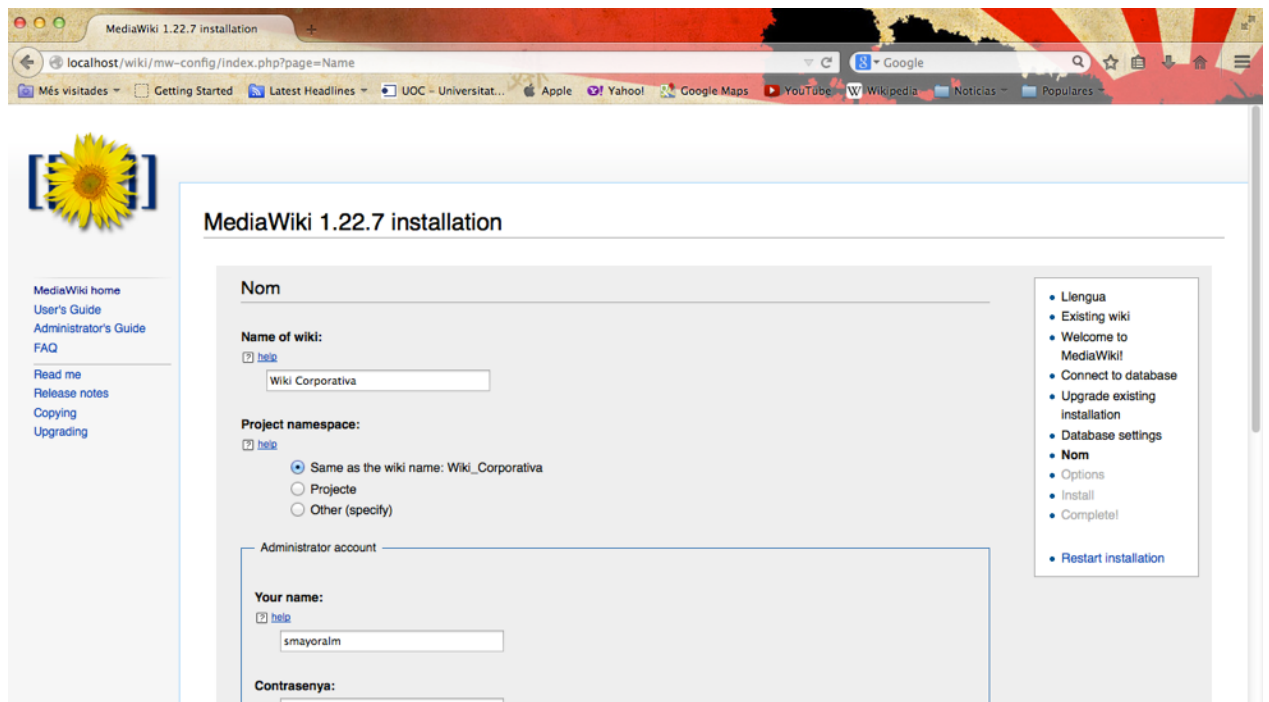 MediaWiki 1.22.7 installation
localhost/wiki/mw-config/index.php?page=Name
Google
Més visitades
Getting Started
Latest Headlines
UOC – Universitat...
Apple
Yahoo!
Google Maps
YouTube
Wikipedia
Noticias
Populares
MediaWiki 1.22.7 installation
MediaWiki home
User's Guide
Administrator's Guide
FAQ
Read me
Release notes
Copying
Upgrading
Nom
Name of wiki:
[?] help
Wiki Corporativa
Project namespace:
[?] help
Same as the wiki name: Wiki_Corporativa
Projecte
Other (specify)
Administrator account
Your name:
[?] help
smayoralm
Contrasenya:
Llengua
Existing wiki
Welcome to
MediaWiki!
Connect to database
Upgrade existing
installation
Database settings
Nom
Options
Install
Complete!
Restart installation